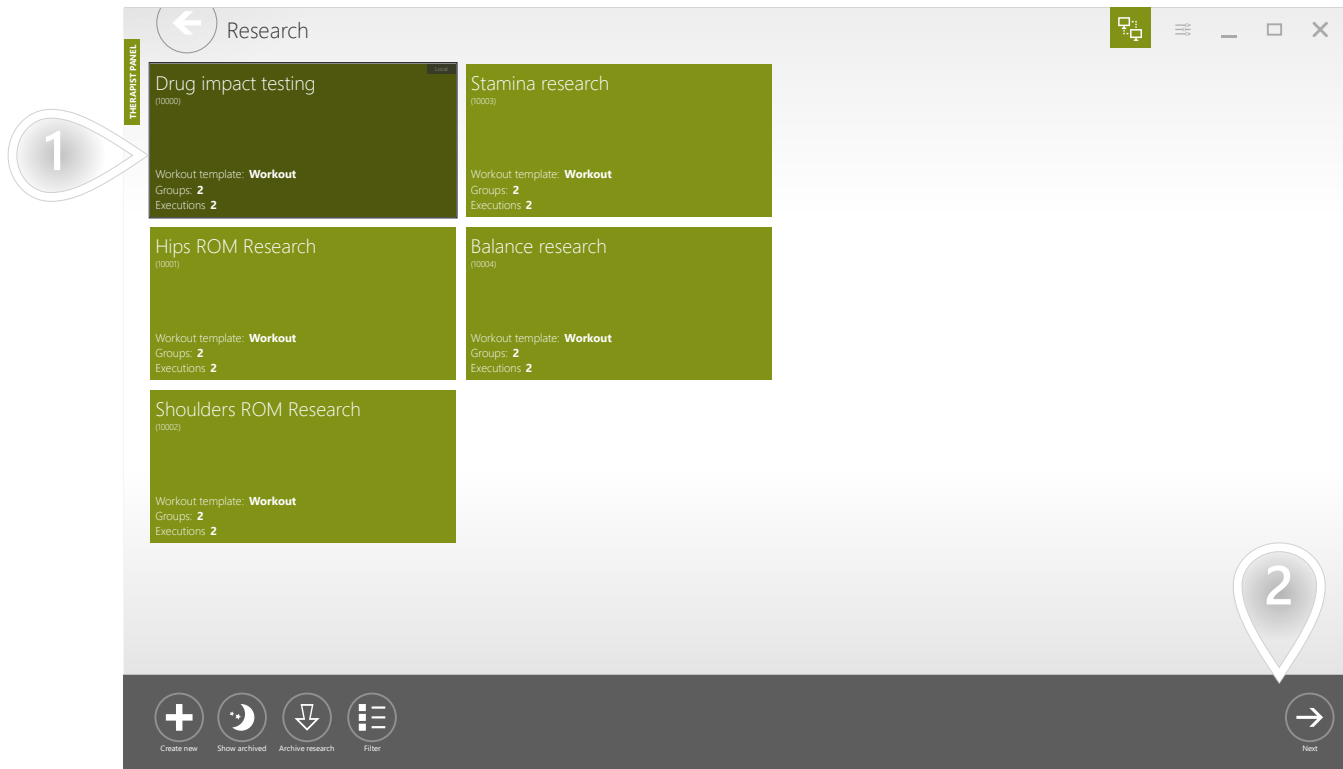 Research
THERAPIST PANEL
1
Local
Drug impact testing
(10000)
Workout template: Workout
Groups: 2
Executions 2
Stamina research
(10003)
Workout template: Workout
Groups: 2
Executions 2
Hips ROM Research
(10001)
Workout template: Workout
Groups: 2
Executions 2
Balance research
(10004)
Workout template: Workout
Groups: 2
Executions 2
Shoulders ROM Research
(10002)
Workout template: Workout
Groups: 2
Executions 2
2
Create new
Show archived
Archive research
Filter
Next